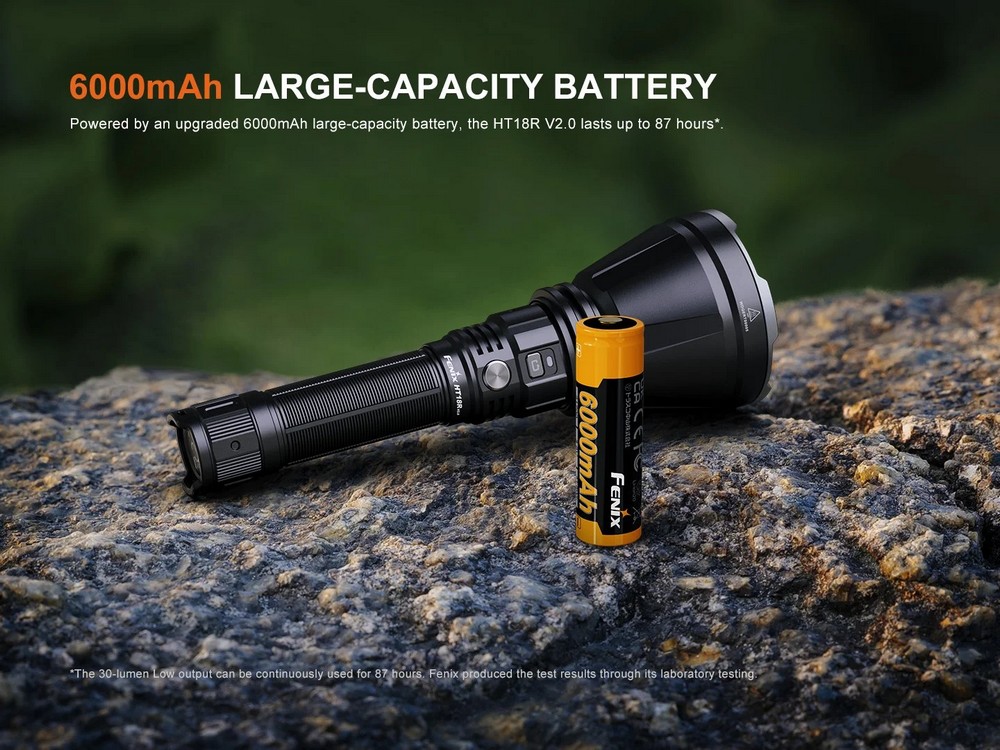 6000mAh LARGE-CAPACITY BATTERY
Powered by an upgraded 6000mAh large-capacity battery, the HT18R V2.0 lasts up to 87 hours*.
FENIX HT18R
6000mAh
FENIX
*The 30-lumen Low output can be continuously used for 87 hours. Fenix produced the test results through its laboratory testing.